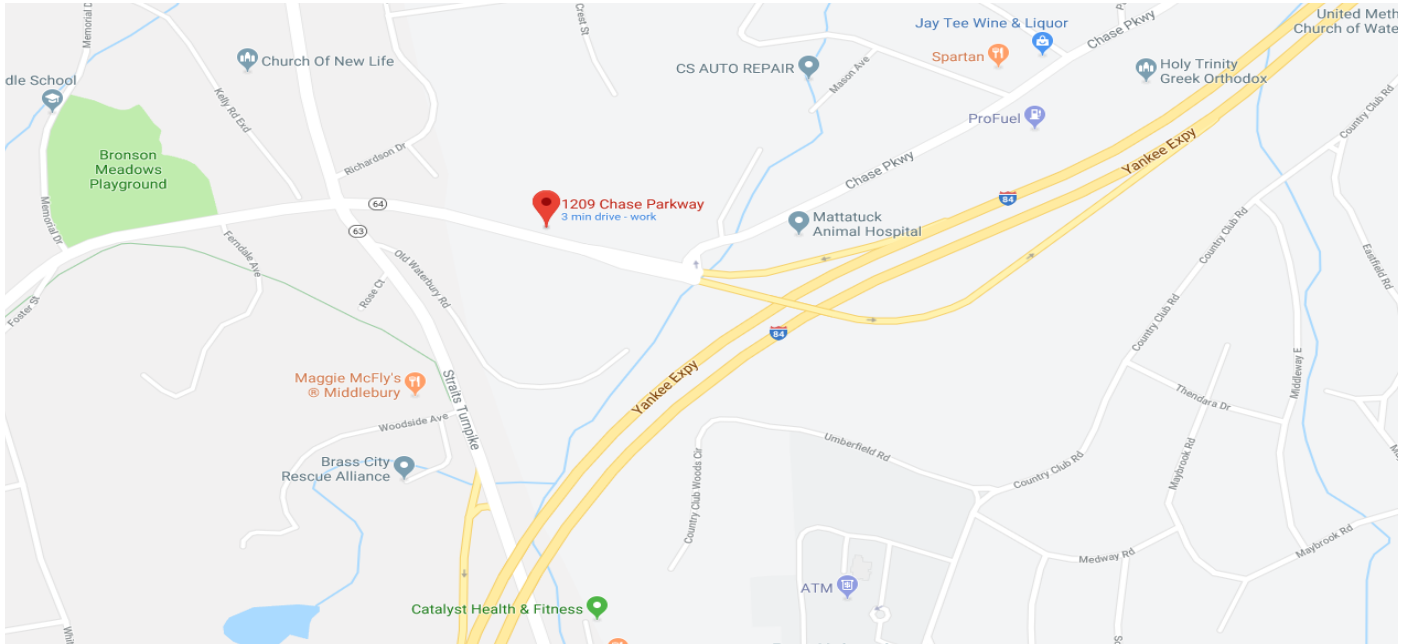 Memorial D
Crest St
Jay Tee Wine & Liquor
Chase Pkwy
United Meth
Church of Wate
Church Of New Life
Spartan
CS AUTO REPAIR
Mason Ave
Holy Trinity
Greek Orthodox
dle School
Kelly Rd Exd
ProFuel
Country Club Rd
Yankee Expy
Bronson
Meadows
Playground
Richardson Dr
Chase Pkwy
84
64
1209 Chase Parkway
3 min drive - work
Memorial Dr
63
Mattatuck
Animal Hospital
Country Club Rd
Ferndale Ave
Old Waterbury Rd
Eastfield Rd
Rose Ct
Foster St
84
Country Club Rd
Maggie McFly's
® Middlebury
Straits Turnpike
Yankee Expy
Middleway E
Thendara Dr
Woodside Ave
Umberfield Rd
Maybrook Rd
Brass City
Rescue Alliance
Country Club Rd
Country Club Woods Cir
Medway Rd
Maybrook Rd
ATM
Catalyst Health & Fitness
Whi